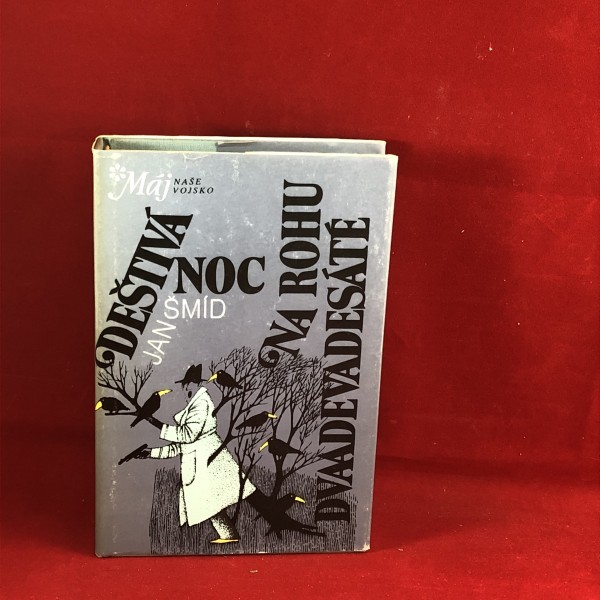 Máj NAŠE
VOJSKO
DEŠTIVÁ
NOC
NA ROHU
DVAADEVADESÁTÉ
JAN ŠMÍD